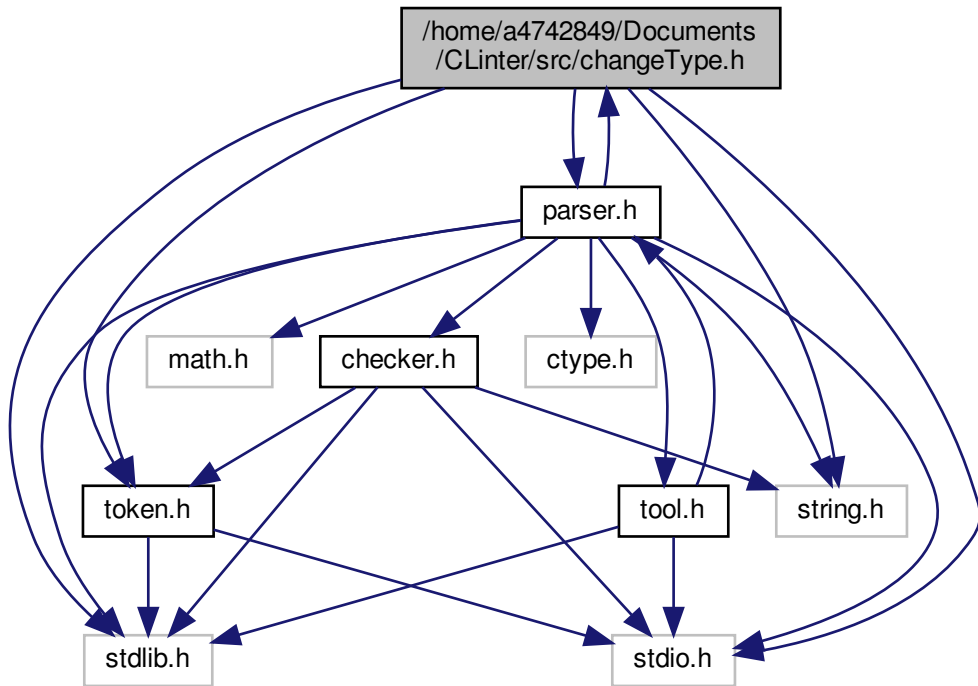 /home/a4742849/Documents
/CLinter/src/changeType.h
parser.h
math.h
checker.h
ctype.h
token.h
tool.h
string.h
stdlib.h
stdio.h